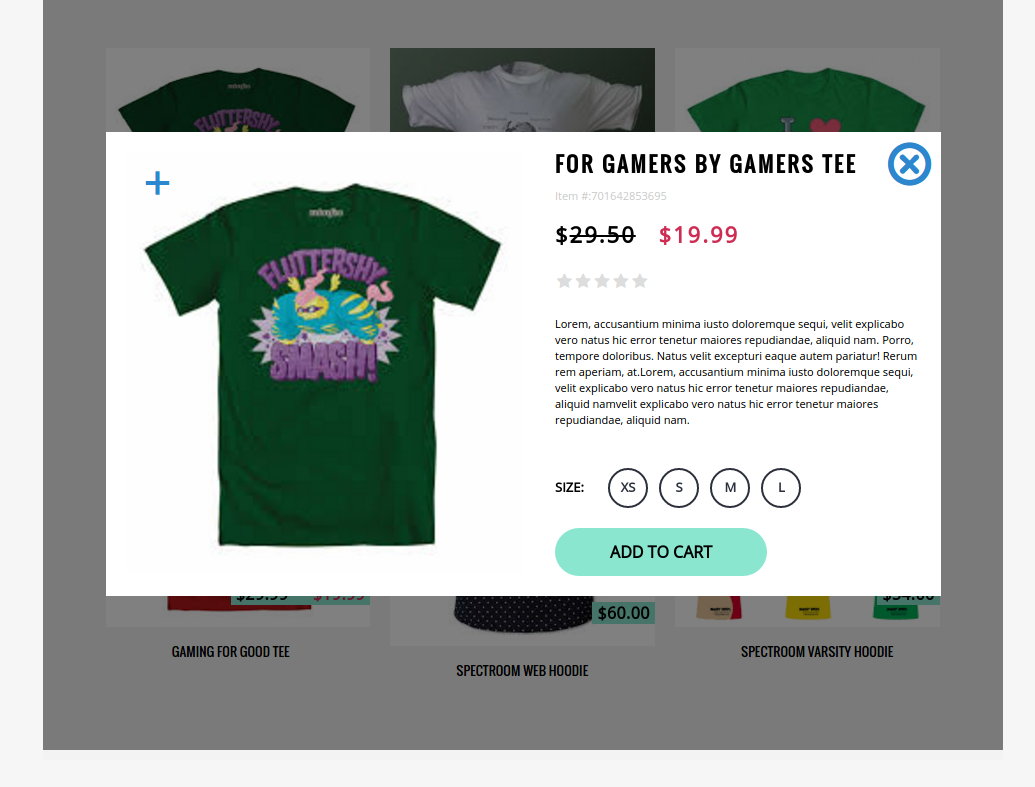 FLUTTERSHY
FOR GAMERS BY GAMERS TEE
Item #:701642853695
$29.50 $19.99
FLUTTERSHY
SMASH!
Lorem, accusantium minima iusto doloremque sequi, velit explicabo
vero natus hic error tenetur maiores repudiandae, aliquid nam. Porro,
tempore doloribus. Natus velit excepturi eaque autem pariatur! Rerum
rem aperiam, at.Lorem, accusantium minima iusto doloremque sequi,
velit explicabo vero natus hic error tenetur maiores repudiandae,
aliquid namvelit explicabo vero natus hic error tenetur maiores
repudiandae, aliquid nam.
SIZE: XS S M L
ADD TO CART
$60.00
GAMING FOR GOOD TEE
SPECTROOM WEB HOODIE
SPECTROOM VARSITY HOODIE